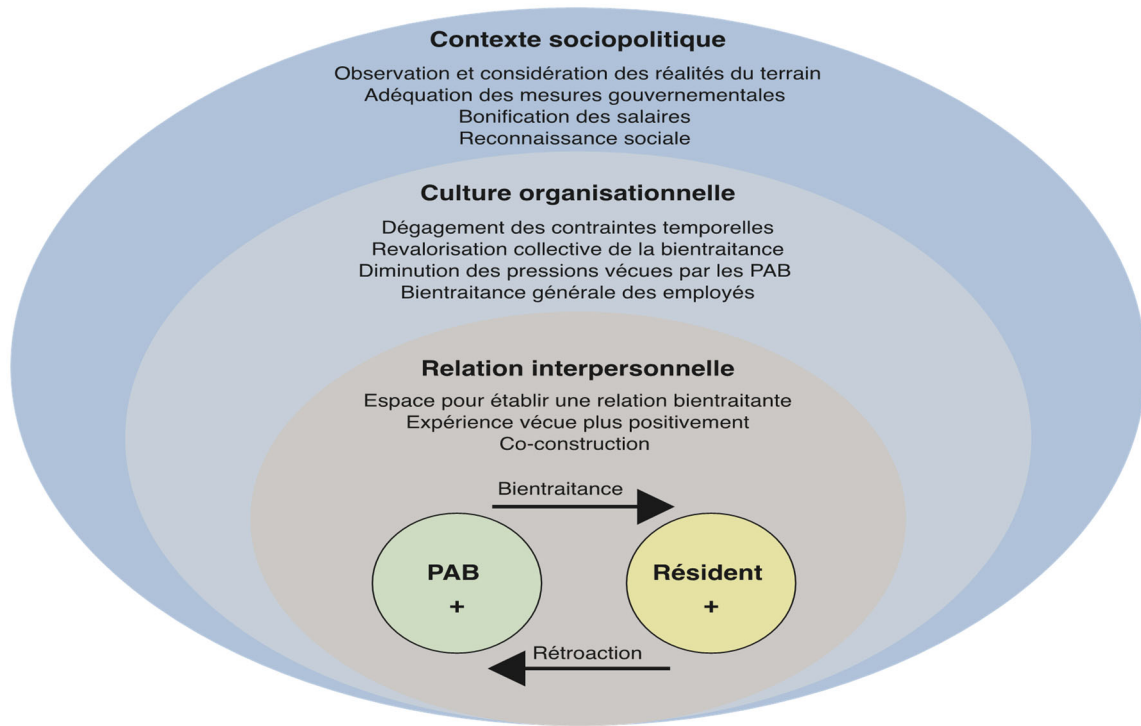 Contexte sociopolitique
Observation et considération des réalités du terrain
Adéquation des mesures gouvernementales
Bonification des salaires
Reconnaissance sociale
Culture organisationnelle
Dégagement des contraintes temporelles
Revalorisation collective de la bientraitance
Diminution des pressions vécues par les PAB
Bientraitance générale des employés
Relation interpersonnelle
Espace pour établir une relation bientraitante
Expérience vécue plus positivement
Co-construction
Bientraitance
PAB
+
Résident
+
Rétroaction